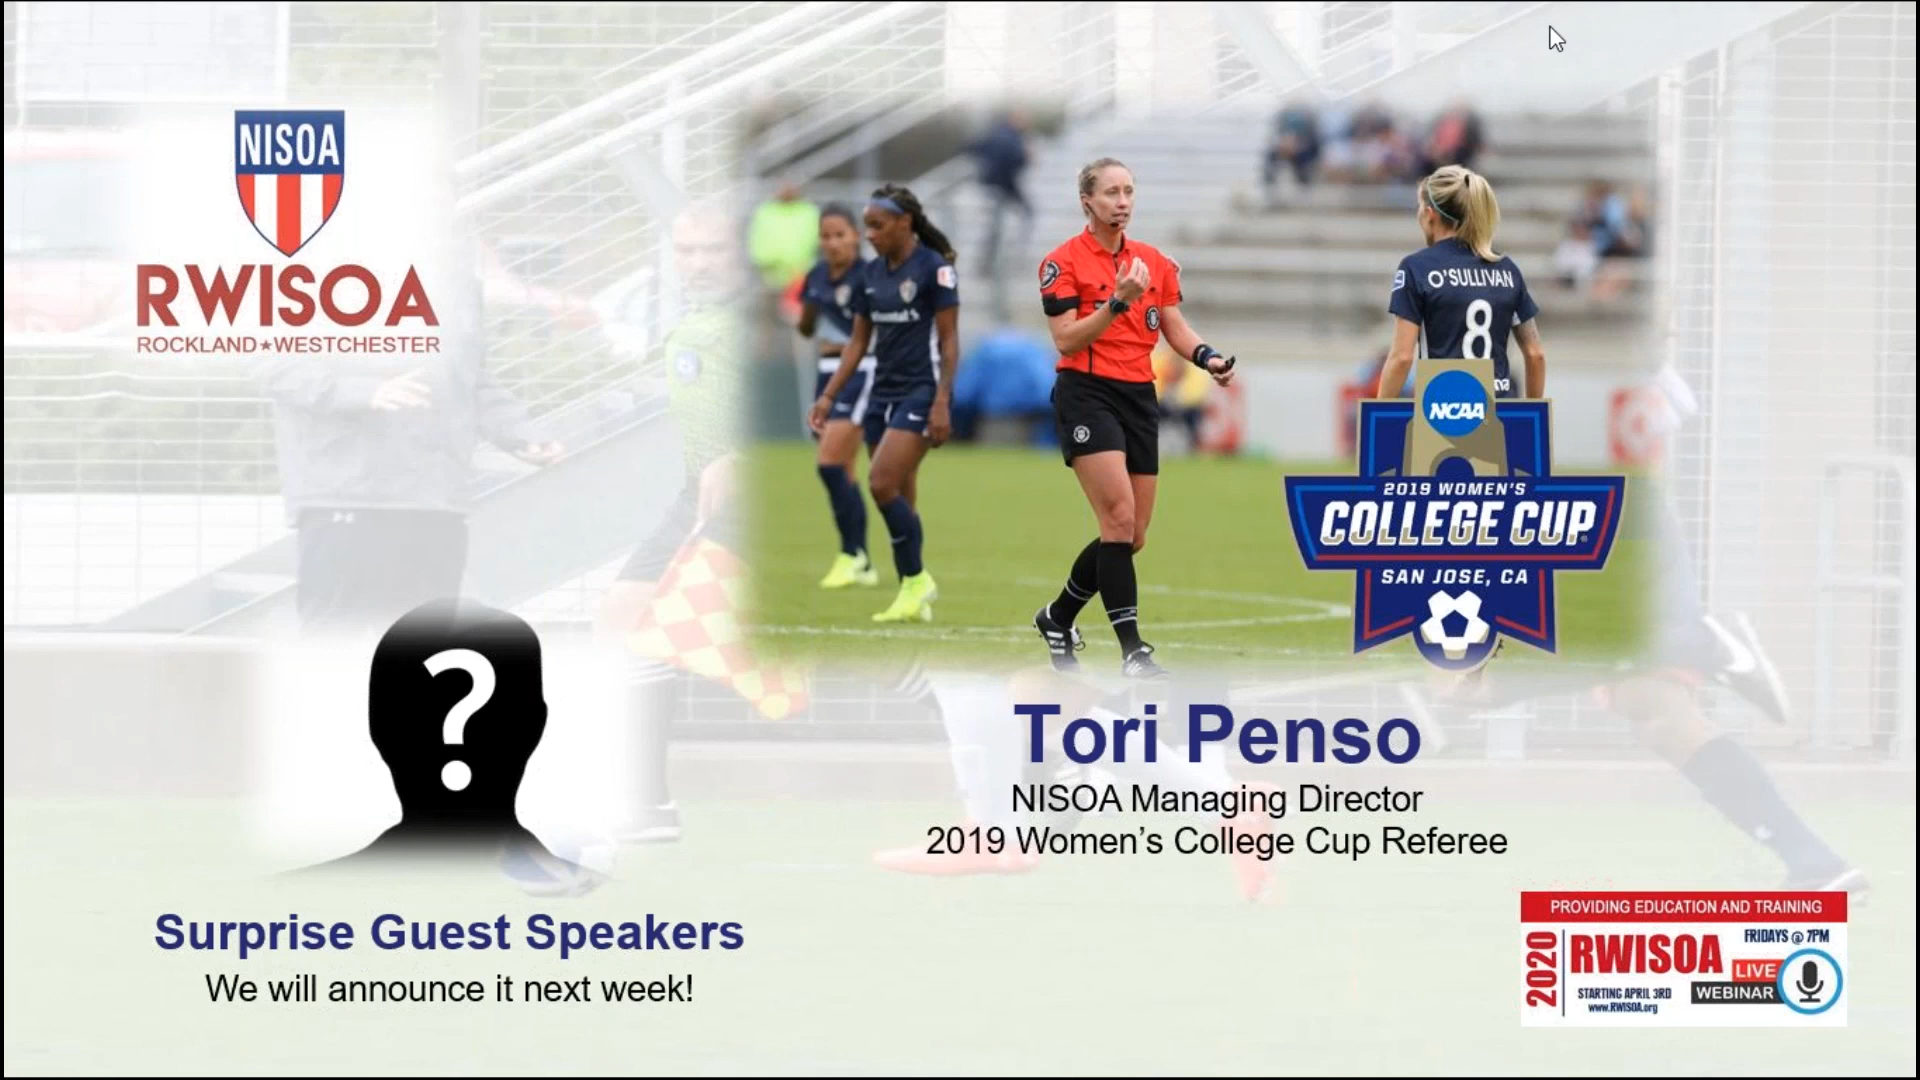 NISOA
RWISOA
ROCKLAND★WESTCHESTER
O'SULLIVAN
8
NCAA
2019 WOMEN'S
COLLEGE CUP
SAN JOSE, CA
?
Tori Penso
NISOA Managing Director
2019 Women's College Cup Referee
Surprise Guest Speakers
We will announce it next week!
PROVIDING EDUCATION AND TRAINING
2020
RWISOA
FRIDAYS @ 7PM
LIVE
WEBINAR
STARTING APRIL 3RD
www.RWISOA.org